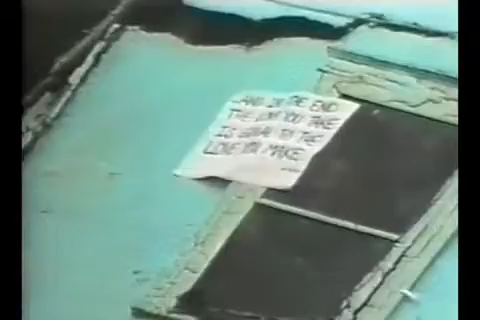 AND IN THE END
THE LOVE YOU TAKE
IS EQUAL TO THE
LOVE YOU MAKE